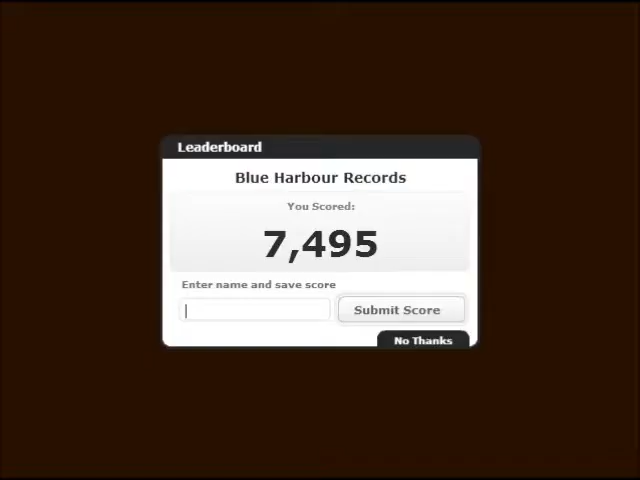 Leaderboard
Blue Harbour Records
You Scored:
7,495
Enter name and save score
Submit Score
No Thanks